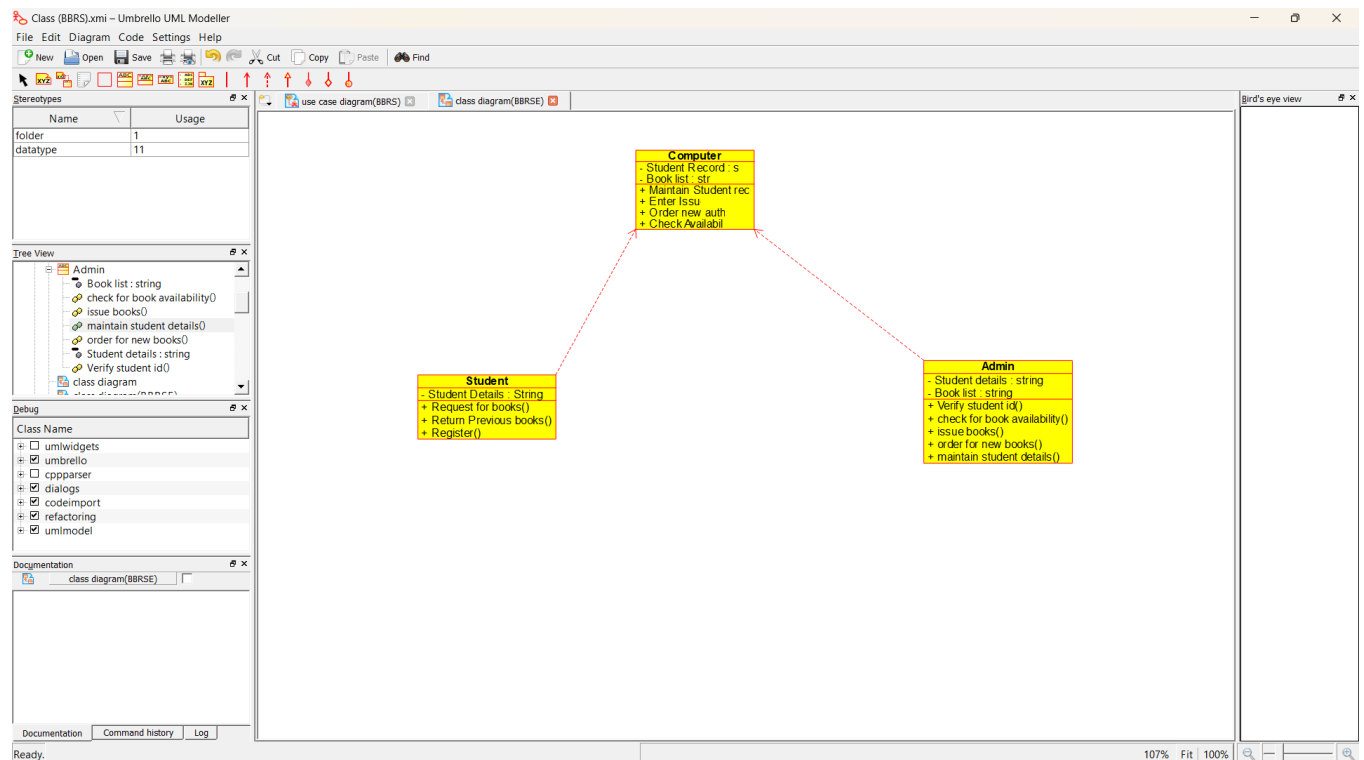 Class (BBRS).xmi – Umbrello UML Modeller
File Edit Diagram Code Settings Help
New Open Save Cut Copy Paste Find
Stereotypes
Name Usage
folder 1
datatype 11
use case diagram(BBRS) class diagram(BBRSE)
Bird's eye view
Computer
- Student Record : s
- Book list : str
+ Maintain Student rec
+ Enter Issu
+ Order new auth
+ Check Availabil
Student
- Student Details : String
+ Request for books()
+ Return Previous books()
+ Register()
Admin
- Student details : string
- Book list : string
+ Verify student id()
+ check for book availability()
+ issue books()
+ order for new books()
+ maintain student details()
Tree View
Admin
Book list : string
check for book availability()
issue books()
maintain student details()
order for new books()
Student details : string
Verify student id()
class diagram
Debug
Class Name
umlwidgets
umbrello
cppparser
dialogs
codeimport
refactoring
umlmodel
Documentation
class diagram(BBRSE)
Documentation Command history Log
Ready.
107% Fit 100%